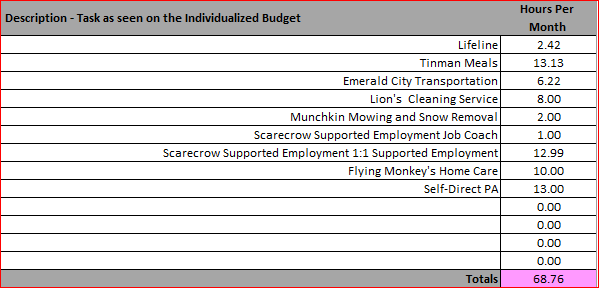 Description - Task as seen on the Individualized Budget Hours Per Month
Lifeline 2.42
Tinman Meals 13.13
Emerald City Transportation 6.22
Lion's  Cleaning Service 8.00
Munchkin Mowing and Snow Removal 2.00
Scarecrow Supported Employment Job Coach 1.00
Scarecrow Supported Employment 1:1 Supported Employment 12.99
Flying Monkey's Home Care 10.00
Self-Direct PA 13.00
0.00
0.00
0.00
0.00
Totals 68.76